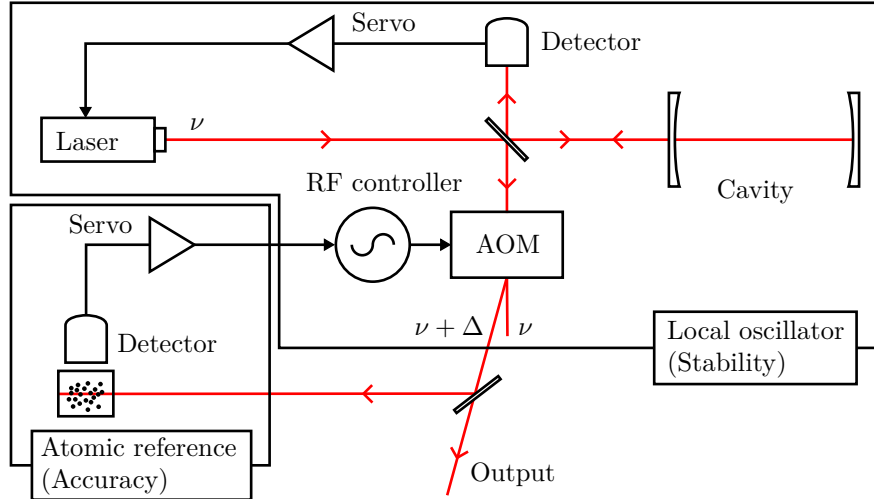 Servo
Detector
ν
Laser
Cavity
RF controller
Servo
AOM
ν + Δ
ν
Detector
Local oscillator
(Stability)
Atomic reference
(Accuracy)
Output